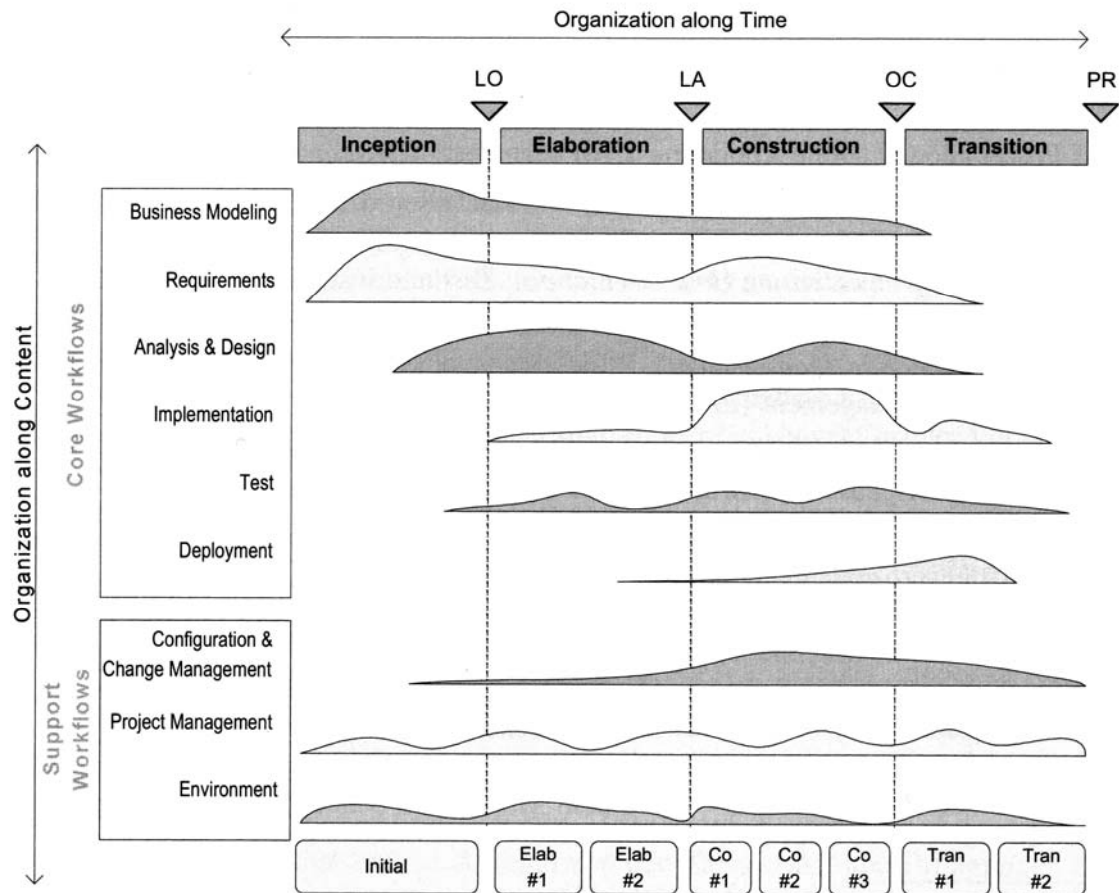 Organization along Time
LO
LA
OC
PR
Inception
Elaboration
Construction
Transition
Organization along Content
Core Workflows
Business Modeling
Requirements
Analysis & Design
Implementation
Test
Deployment
Support
Workflows
Configuration &
Change Management
Project Management
Environment
Initial
Elab
#1
Elab
#2
Co
#1
Co
#2
Co
#3
Tran
#1
Tran
#2